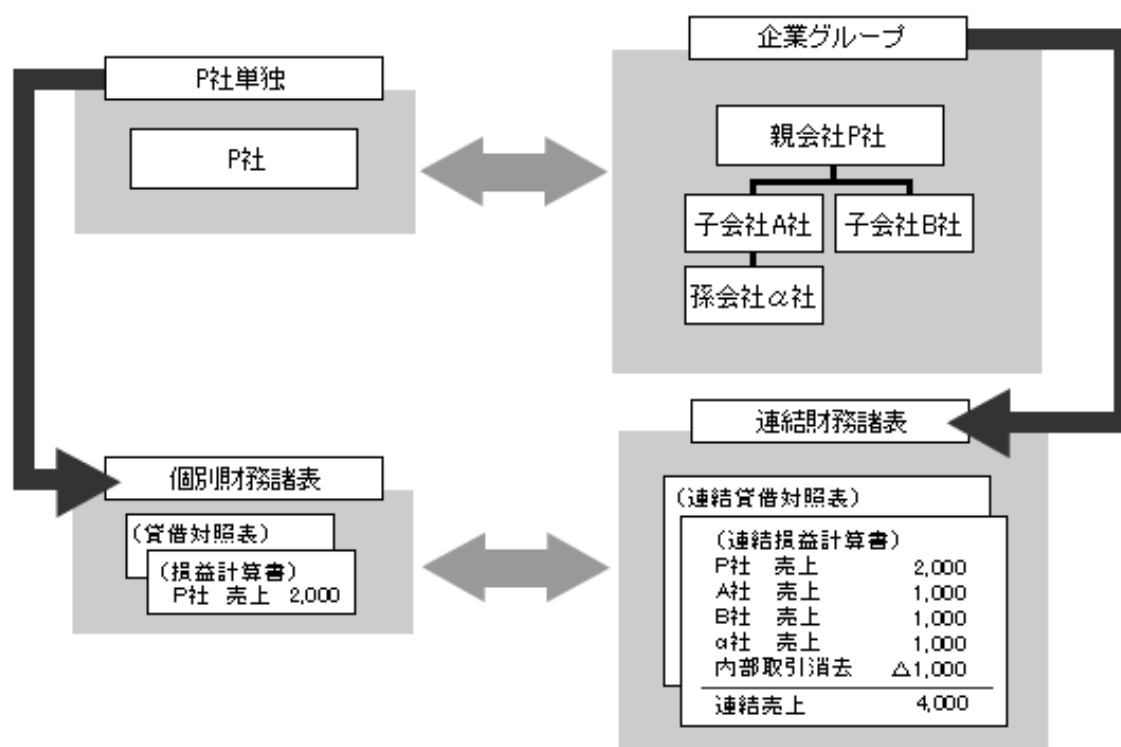 P社単独
P社
企業グループ
親会社P社
子会社A社
子会社B社
孫会社α社
個別財務諸表
(貸借対照表)
(損益計算書)
P社 売上 2,000
連結財務諸表
(連結貸借対照表)
(連結損益計算書)
P社 売上 2,000
A社 売上 1,000
B社 売上 1,000
α社 売上 1,000
内部取引消去 △1,000
連結売上 4,000